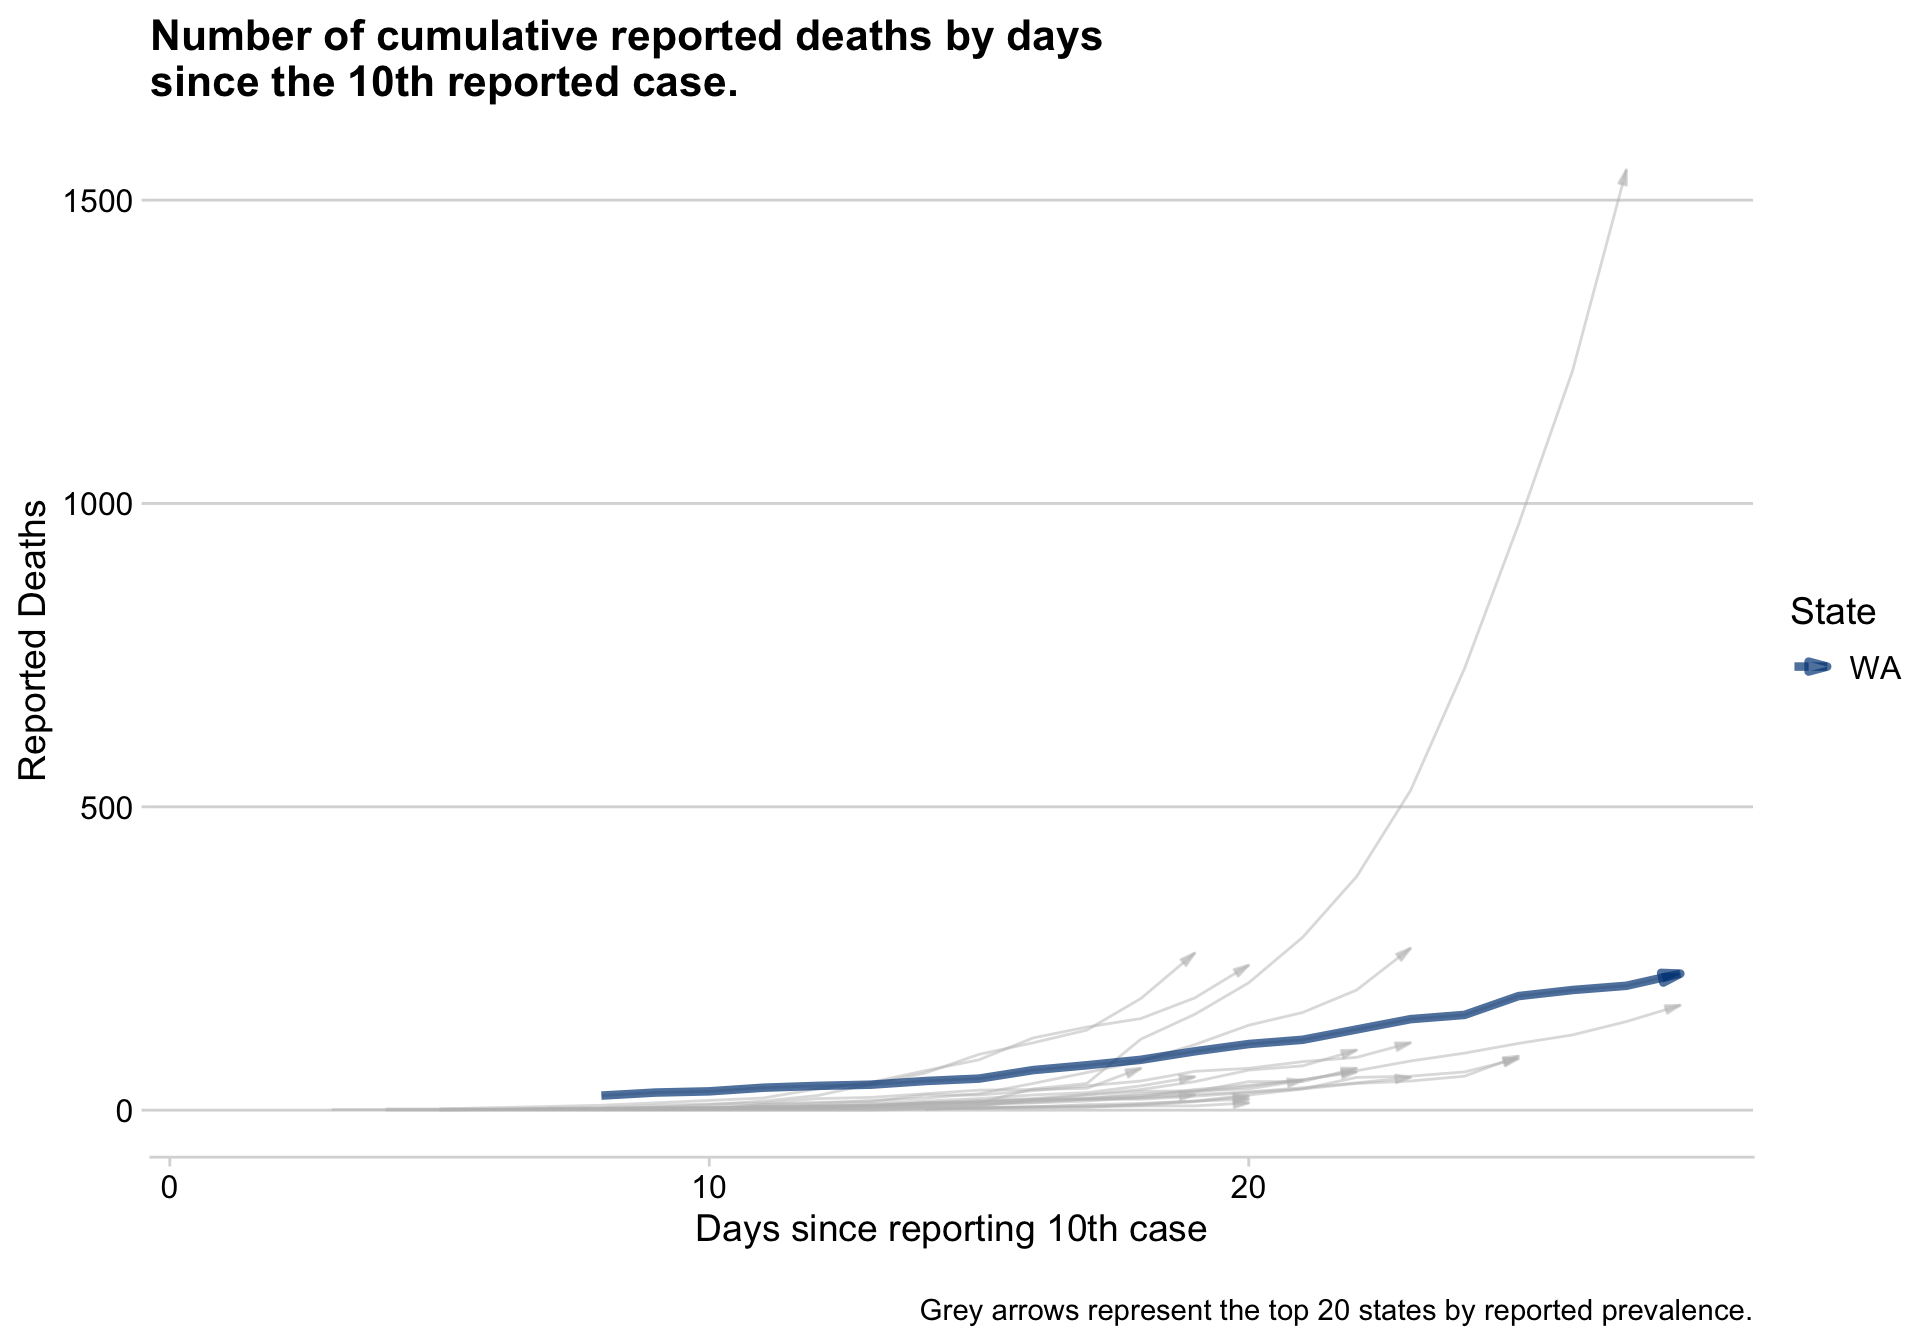 Number of cumulative reported deaths by days
since the 10th reported case.
1500
1000
500
0
Reported Deaths
0 10 20
Days since reporting 10th case
State
WA
Grey arrows represent the top 20 states by reported prevalence.